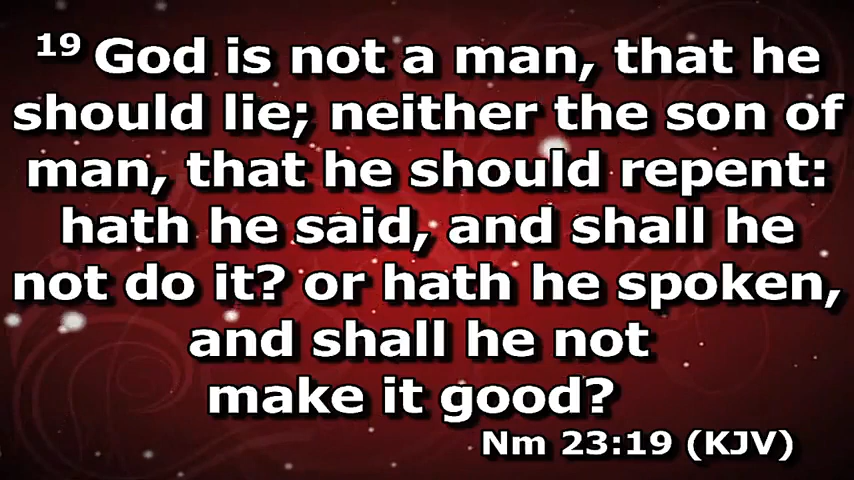 19 God is not a man, that he
should lie; neither the son of
man, that he should repent:
hath he said, and shall he
not do it? or hath he spoken,
and shall he not
make it good?
Nm 23:19 (KJV)